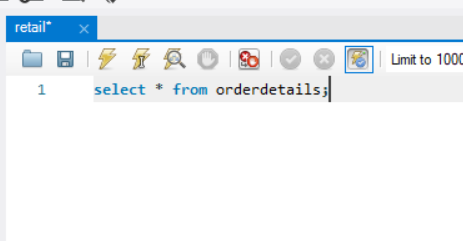 retail*
Limit to 1000
1 select * from orderdetails;